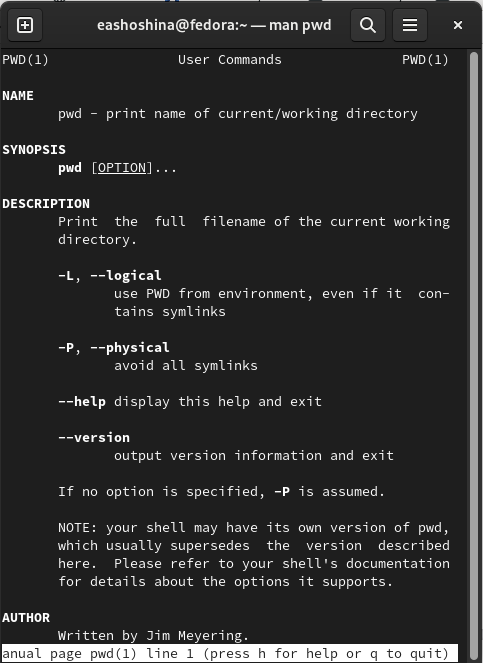 eashoshina@fedora:~ — man pwd
PWD(1) User Commands PWD(1)
NAME
pwd - print name of current/working directory
SYNOPSIS
pwd [OPTION]...
DESCRIPTION
Print the full filename of the current working
directory.
-L, --logical
use PWD from environment, even if it con-
tains symlinks
-P, --physical
avoid all symlinks
--help display this help and exit
--version
output version information and exit
If no option is specified, -P is assumed.
NOTE: your shell may have its own version of pwd,
which usually supersedes the version described
here. Please refer to your shell's documentation
for details about the options it supports.
AUTHOR
Written by Jim Meyering.
anual page pwd(1) line 1 (press h for help or q to quit)